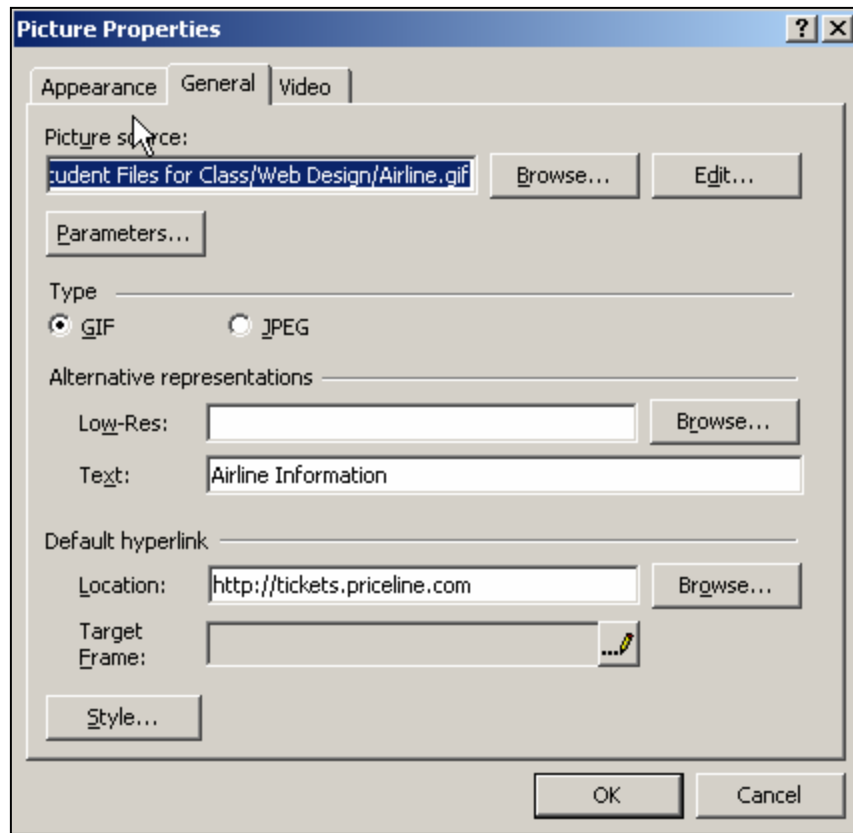 Picture Properties
Appearance General Video
Picture source:
tudent Files for Class/Web Design/Airline.gif Browse... Edit...
Parameters...
Type
GIF JPEG
Alternative representations
Low-Res: Browse...
Text: Airline Information
Default hyperlink
Location: http://tickets.priceline.com Browse...
Target
Frame: ...
Style...
OK Cancel